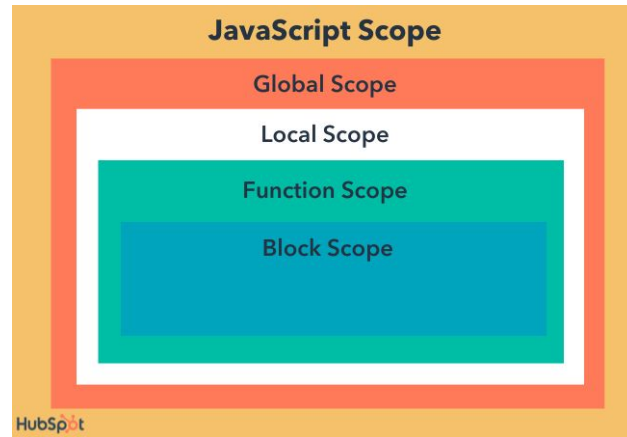 JavaScript Scope
Global Scope
Local Scope
Function Scope
Block Scope
HubSpot